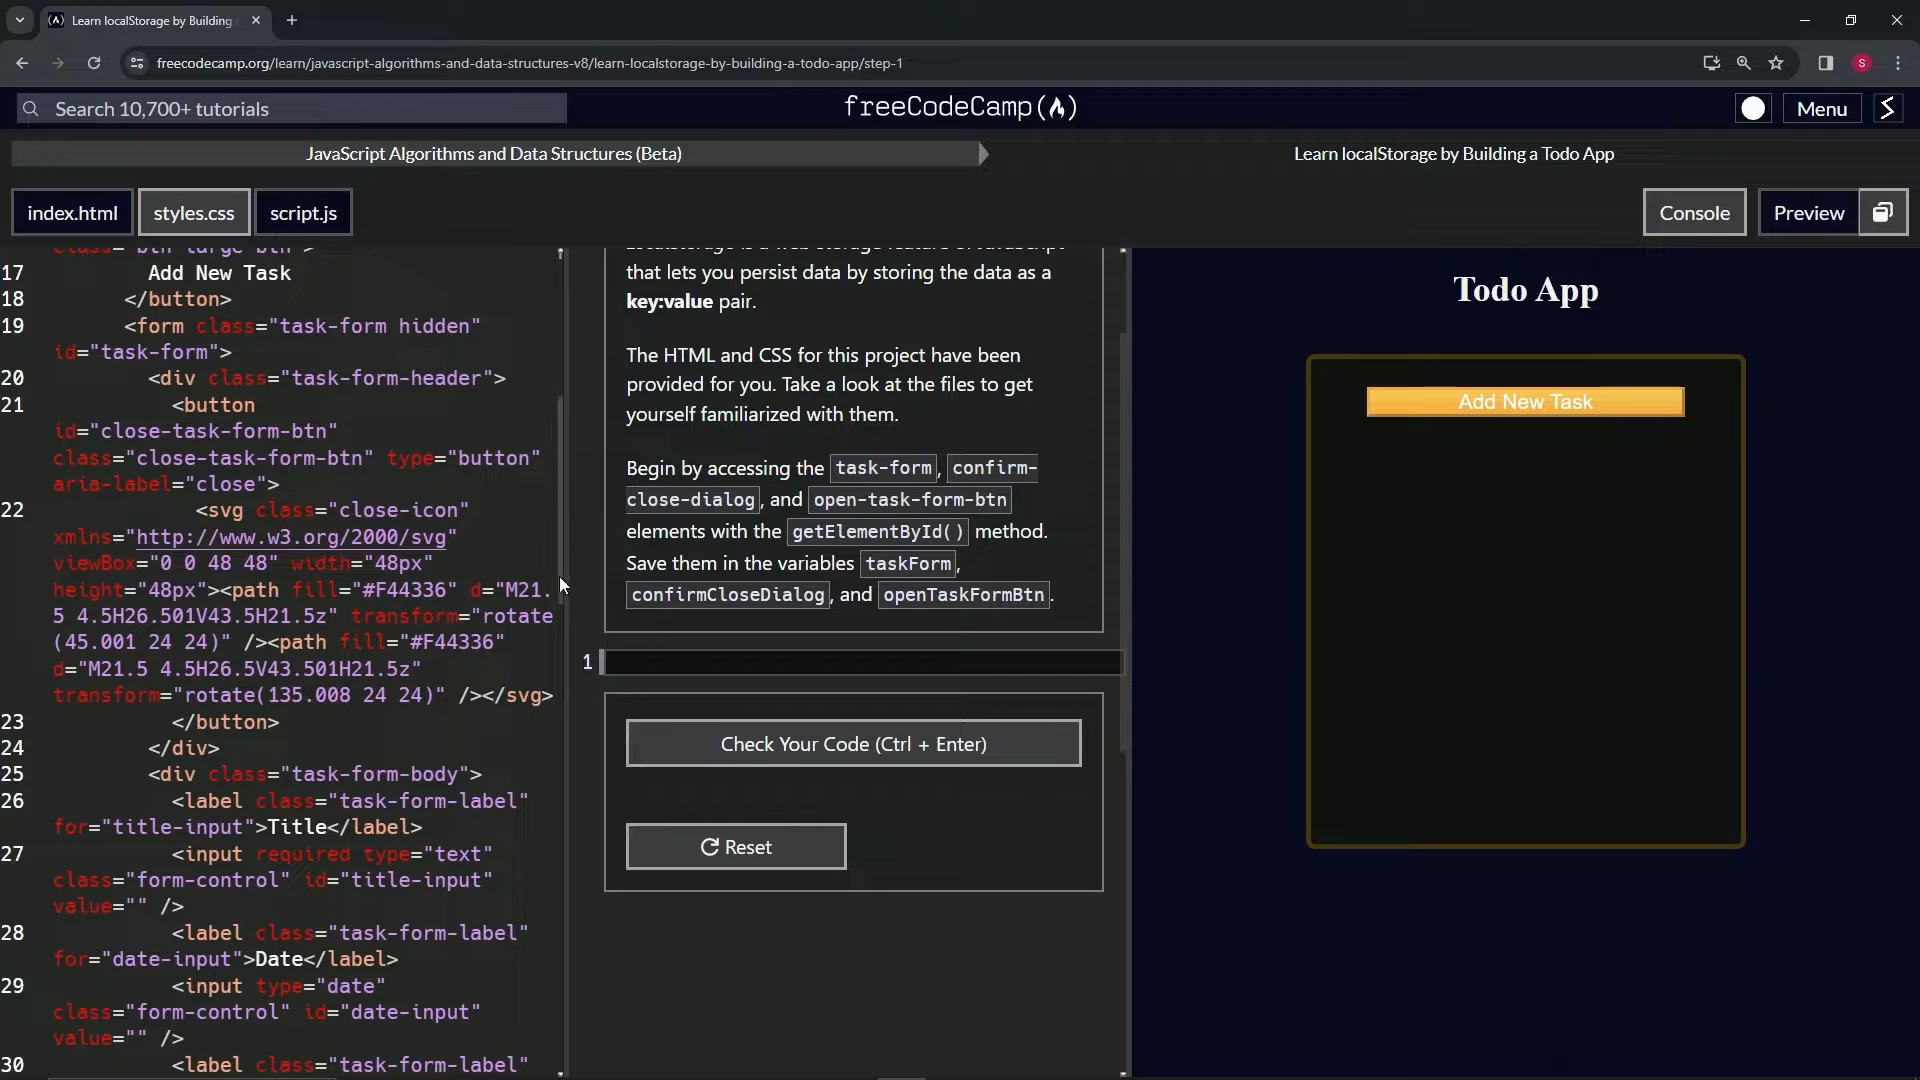 Learn localStorage by Building
freecodecamp.org/learn/javascript-algorithms-and-data-structures-v8/learn-localstorage-by-building-a-todo-app/step-1
S
Search 10,700+ tutorials
freeCodeCamp
Menu
JavaScript Algorithms and Data Structures (Beta)
Learn localStorage by Building a Todo App
index.html
styles.css
script.js
Console
Preview
class="btn large-btn">
17 Add New Task
18 </button>
19 <form class="task-form hidden"
id="task-form">
20 <div class="task-form-header">
21 <button
id="close-task-form-btn"
class="close-task-form-btn" type="button"
aria-label="close">
22 <svg class="close-icon"
xmlns="http://www.w3.org/2000/svg"
viewBox="0 0 48 48" width="48px"
height="48px"><path fill="#F44336" d="M21.
5 4.5H26.501V43.5H21.5z" transform="rotate
(45.001 24 24)" /><path fill="#F44336"
d="M21.5 4.5H26.5V43.501H21.5z"
transform="rotate(135.008 24 24)" /></svg>
23 </button>
24 </div>
25 <div class="task-form-body">
26 <label class="task-form-label"
for="title-input">Title</label>
27 <input required type="text"
class="form-control" id="title-input"
value="" />
28 <label class="task-form-label"
for="date-input">Date</label>
29 <input type="date"
class="form-control" id="date-input"
value="" />
30 <label class="task-form-label"
localStorage is a web storage feature of JavaScript
that lets you persist data by storing the data as a
key:value pair.
The HTML and CSS for this project have been
provided for you. Take a look at the files to get
yourself familiarized with them.
Begin by accessing the task-form, confirm-
close-dialog, and open-task-form-btn
elements with the getElementById() method.
Save them in the variables taskForm,
confirmCloseDialog, and openTaskFormBtn.
1
Check Your Code (Ctrl + Enter)
Reset
Todo App
Add New Task